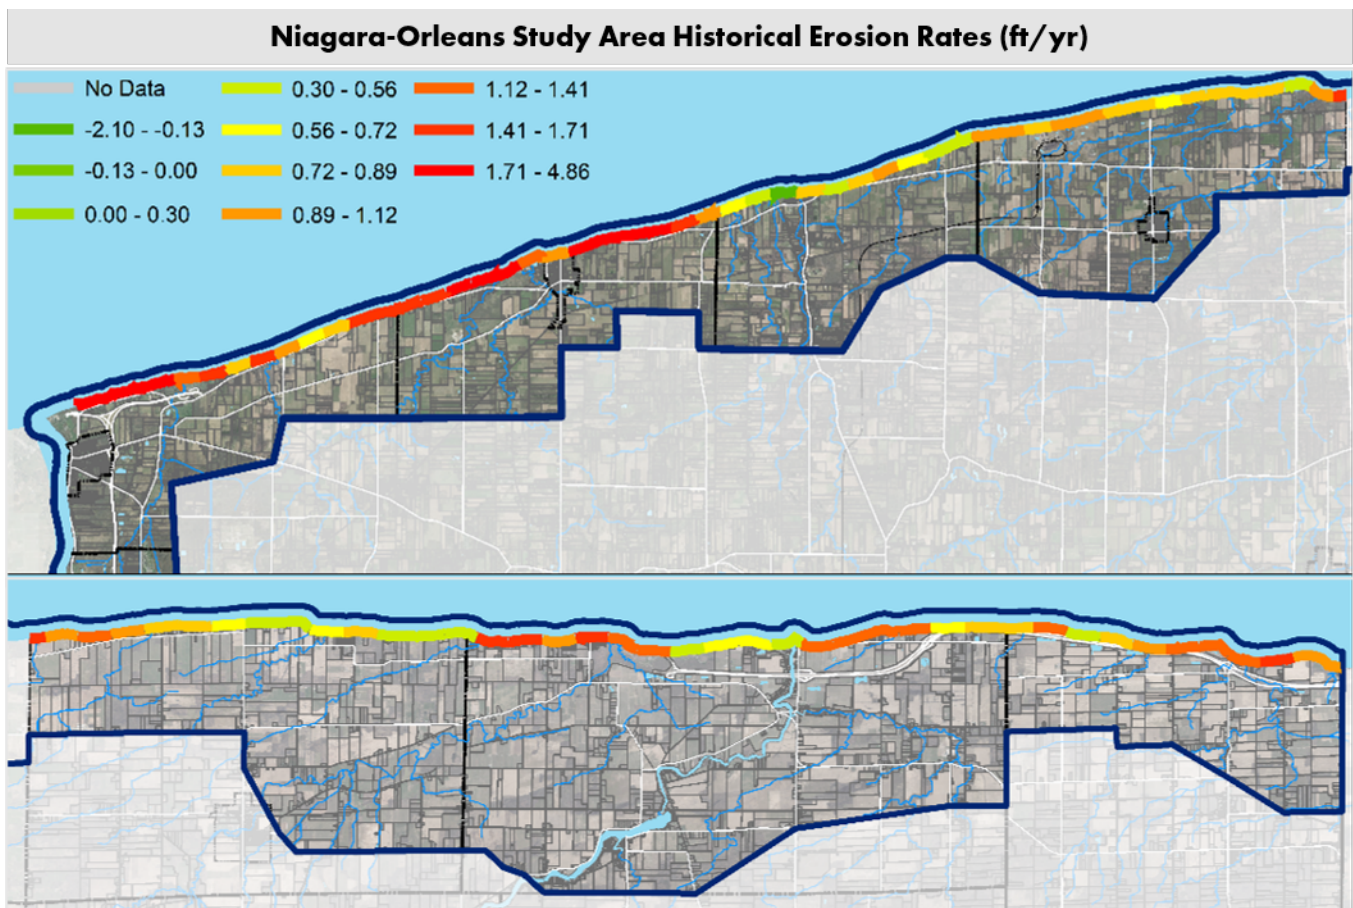 Niagara-Orleans Study Area Historical Erosion Rates (ft/yr)
No Data
-2.10 - -0.13
-0.13 - 0.00
0.00 - 0.30
0.30 - 0.56
0.56 - 0.72
0.72 - 0.89
0.89 - 1.12
1.12 - 1.41
1.41 - 1.71
1.71 - 4.86